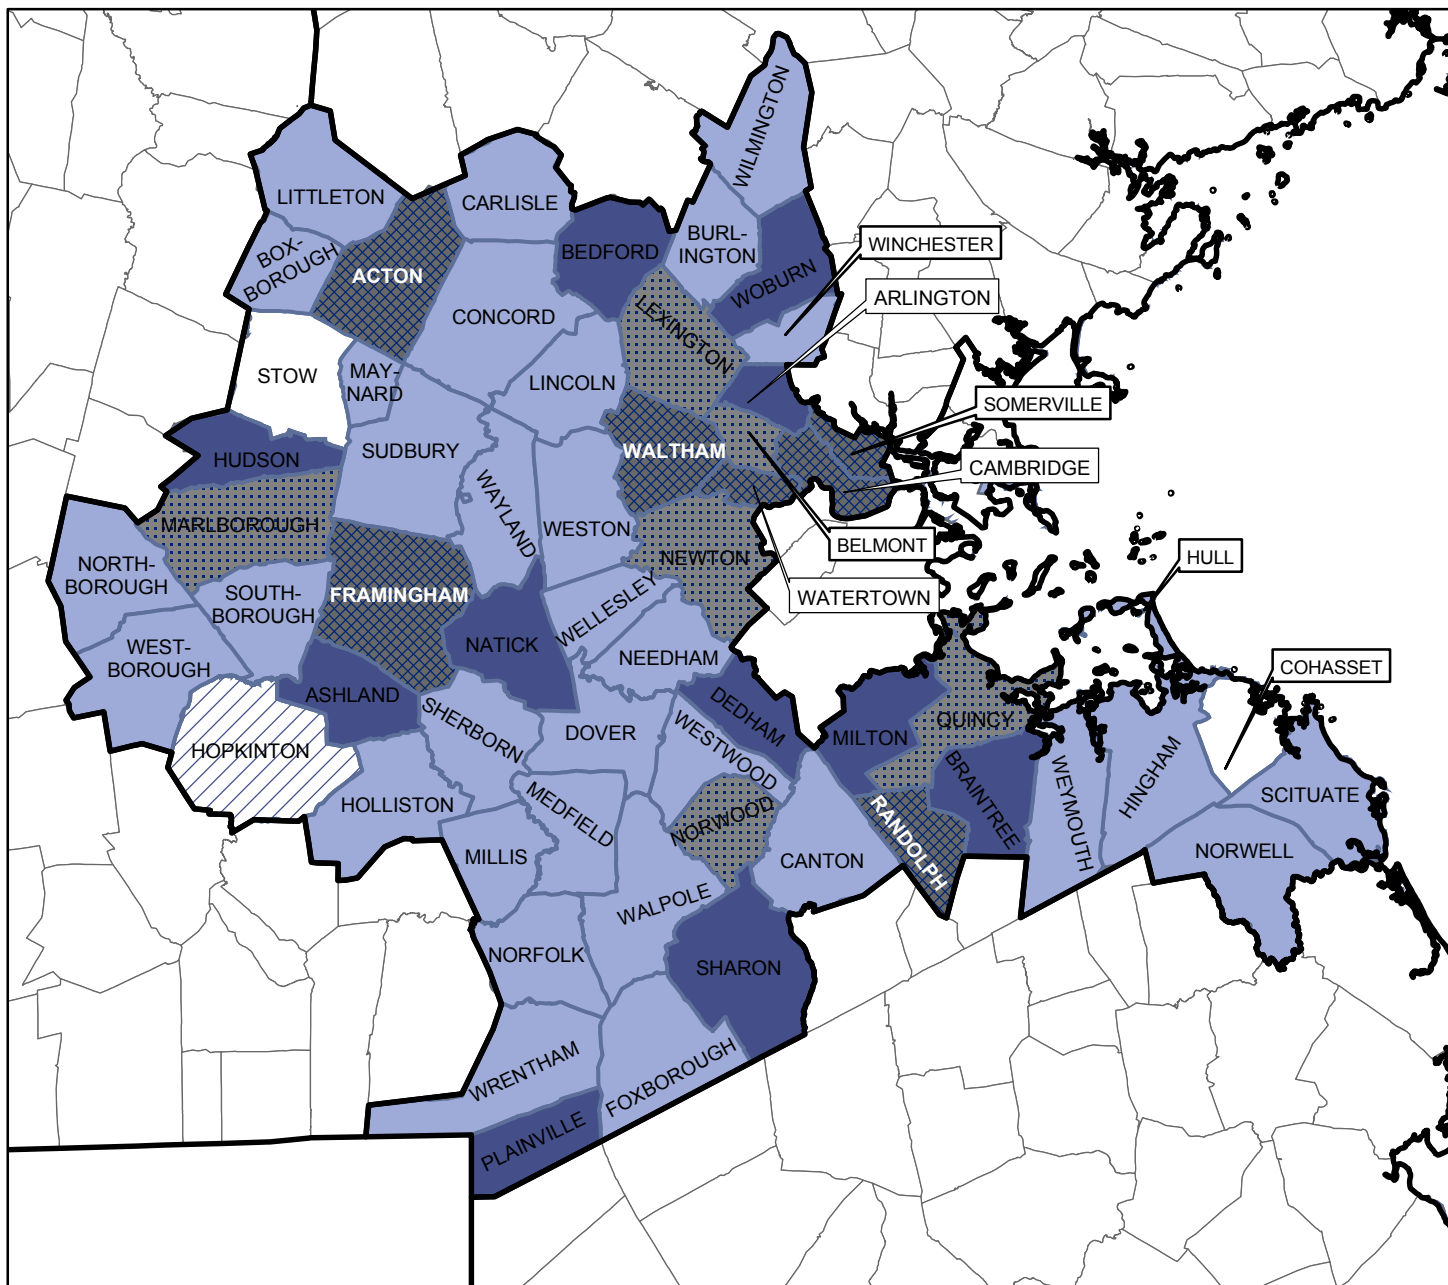 WILMINGTON
LITTLETON
CARLISLE
BOX-
BOROUGH
ACTON
BEDFORD
BURL-
INGTON
WOBURN
WINCHESTER
ARLINGTON
CONCORD
LEXINGTON
STOW
MAY-
NARD
LINCOLN
SOMERVILLE
HUDSON
SUDBURY
WALTHAM
CAMBRIDGE
WAYLAND
MARLBOROUGH
WESTON
NEWTON
BELMONT
HULL
NORTH-
BOROUGH
SOUTH-
BOROUGH
FRAMINGHAM
WELLESLEY
WATERTOWN
WEST-
BOROUGH
NATICK
NEEDHAM
COHASSET
ASHLAND
SHERBORN
DOVER
DEDHAM
WESTWOOD
MILTON
QUINCY
HOPKINTON
HOLLISTON
MEDFIELD
BRAINTREE
WEYMOUTH
HINGHAM
SCITUATE
NORWOOD
RANDOLPH
MILLIS
CANTON
NORWELL
WALPOLE
NORFOLK
SHARON
WRENTHAM
FOXBOROUGH
PLAINVILLE